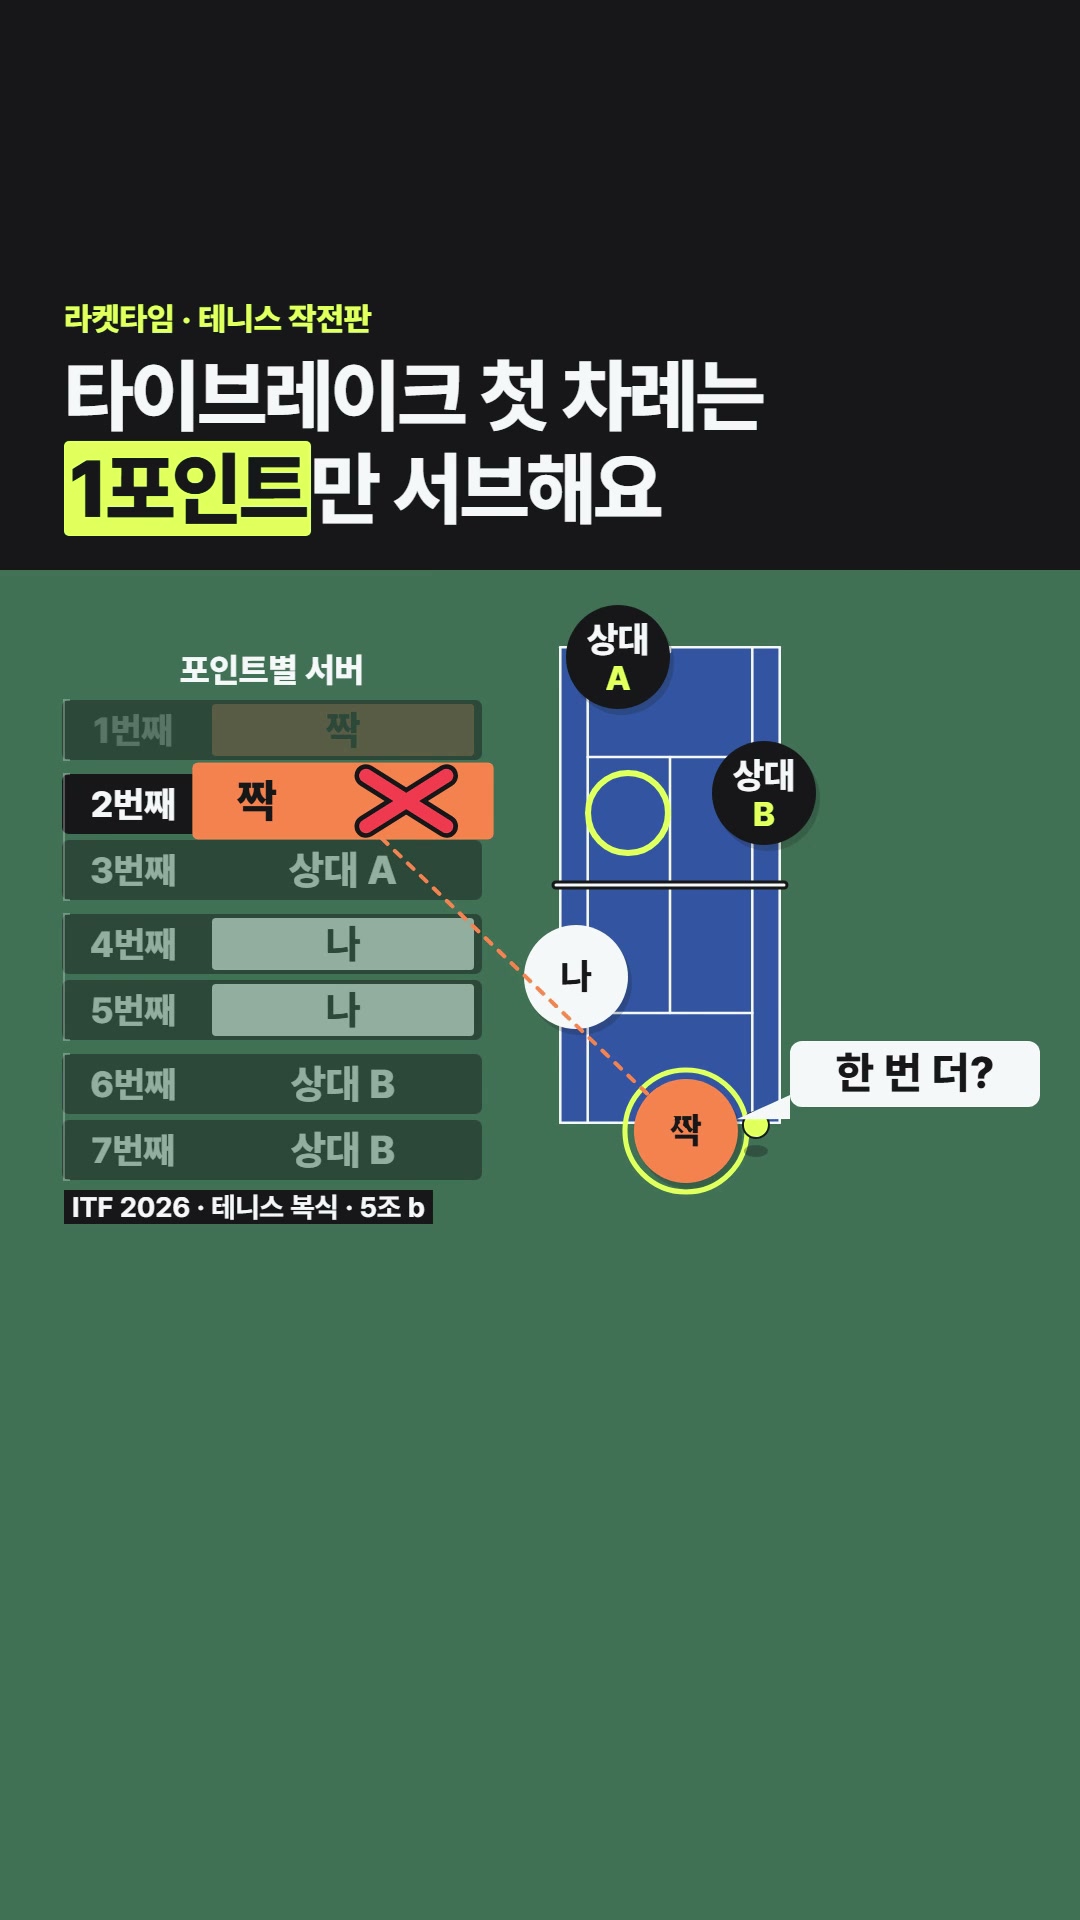 라켓타임 · 테니스 작전판
타이브레이크 첫 차례는
1포인트만 서브해요
포인트별 서버
1번째 짝
2번째 짝
3번째 상대 A
4번째 나
5번째 나
6번째 상대 B
7번째 상대 B
ITF 2026 · 테니스 복식 · 5조 b
상대
A
상대
B
나
짝
한 번 더?